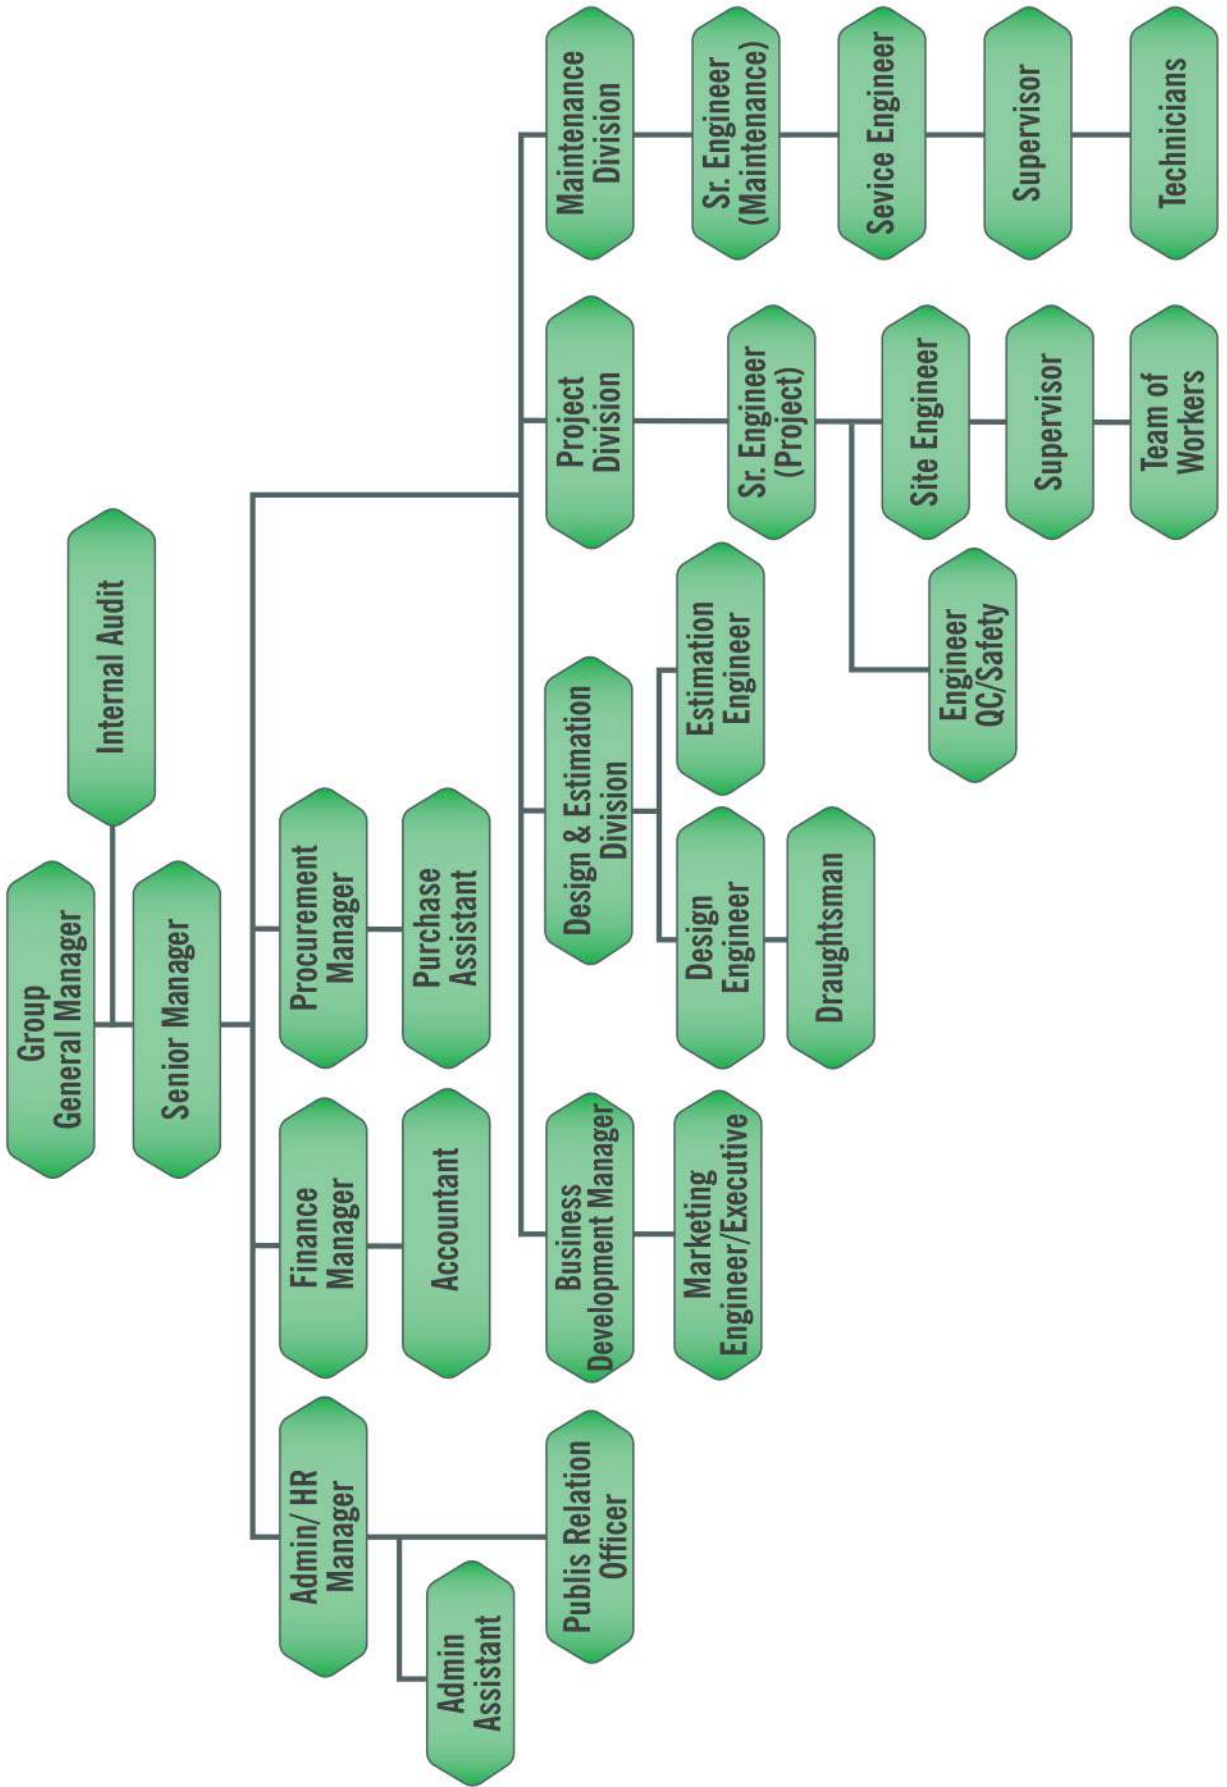 Group
General Manager
Internal Audit
Senior Manager
Admin/ HR
Manager
Finance
Manager
Procurement
Manager
Admin
Assistant
Accountant
Purchase
Assistant
Publis Relation
Officer
Business
Development Manager
Design & Estimation
Division
Project
Division
Maintenance
Division
Marketing
Engineer/Executive
Design
Engineer
Estimation
Engineer
Sr. Engineer
(Project)
Sr. Engineer
(Maintenance)
Draughtsman
Engineer
QC/Safety
Site Engineer
Sevice Engineer
Supervisor
Supervisor
Team of
Workers
Technicians